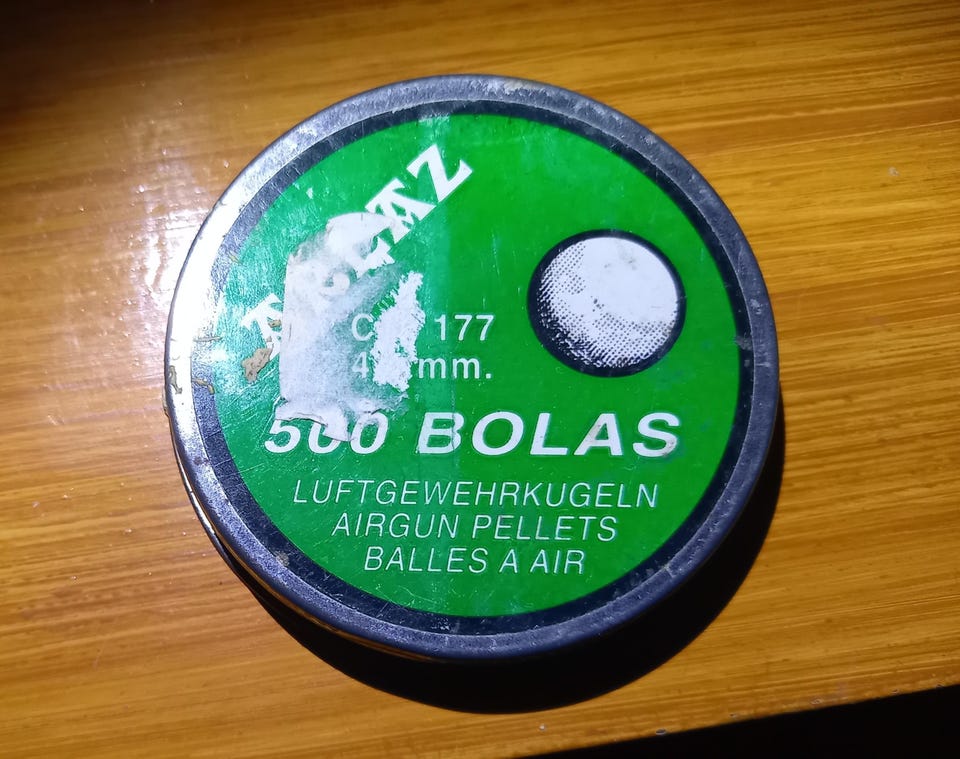 177
mm.
500 BOLAS
LUFTGEWEHRKUGELN
AIRGUN PELLETS
BALLES A AIR